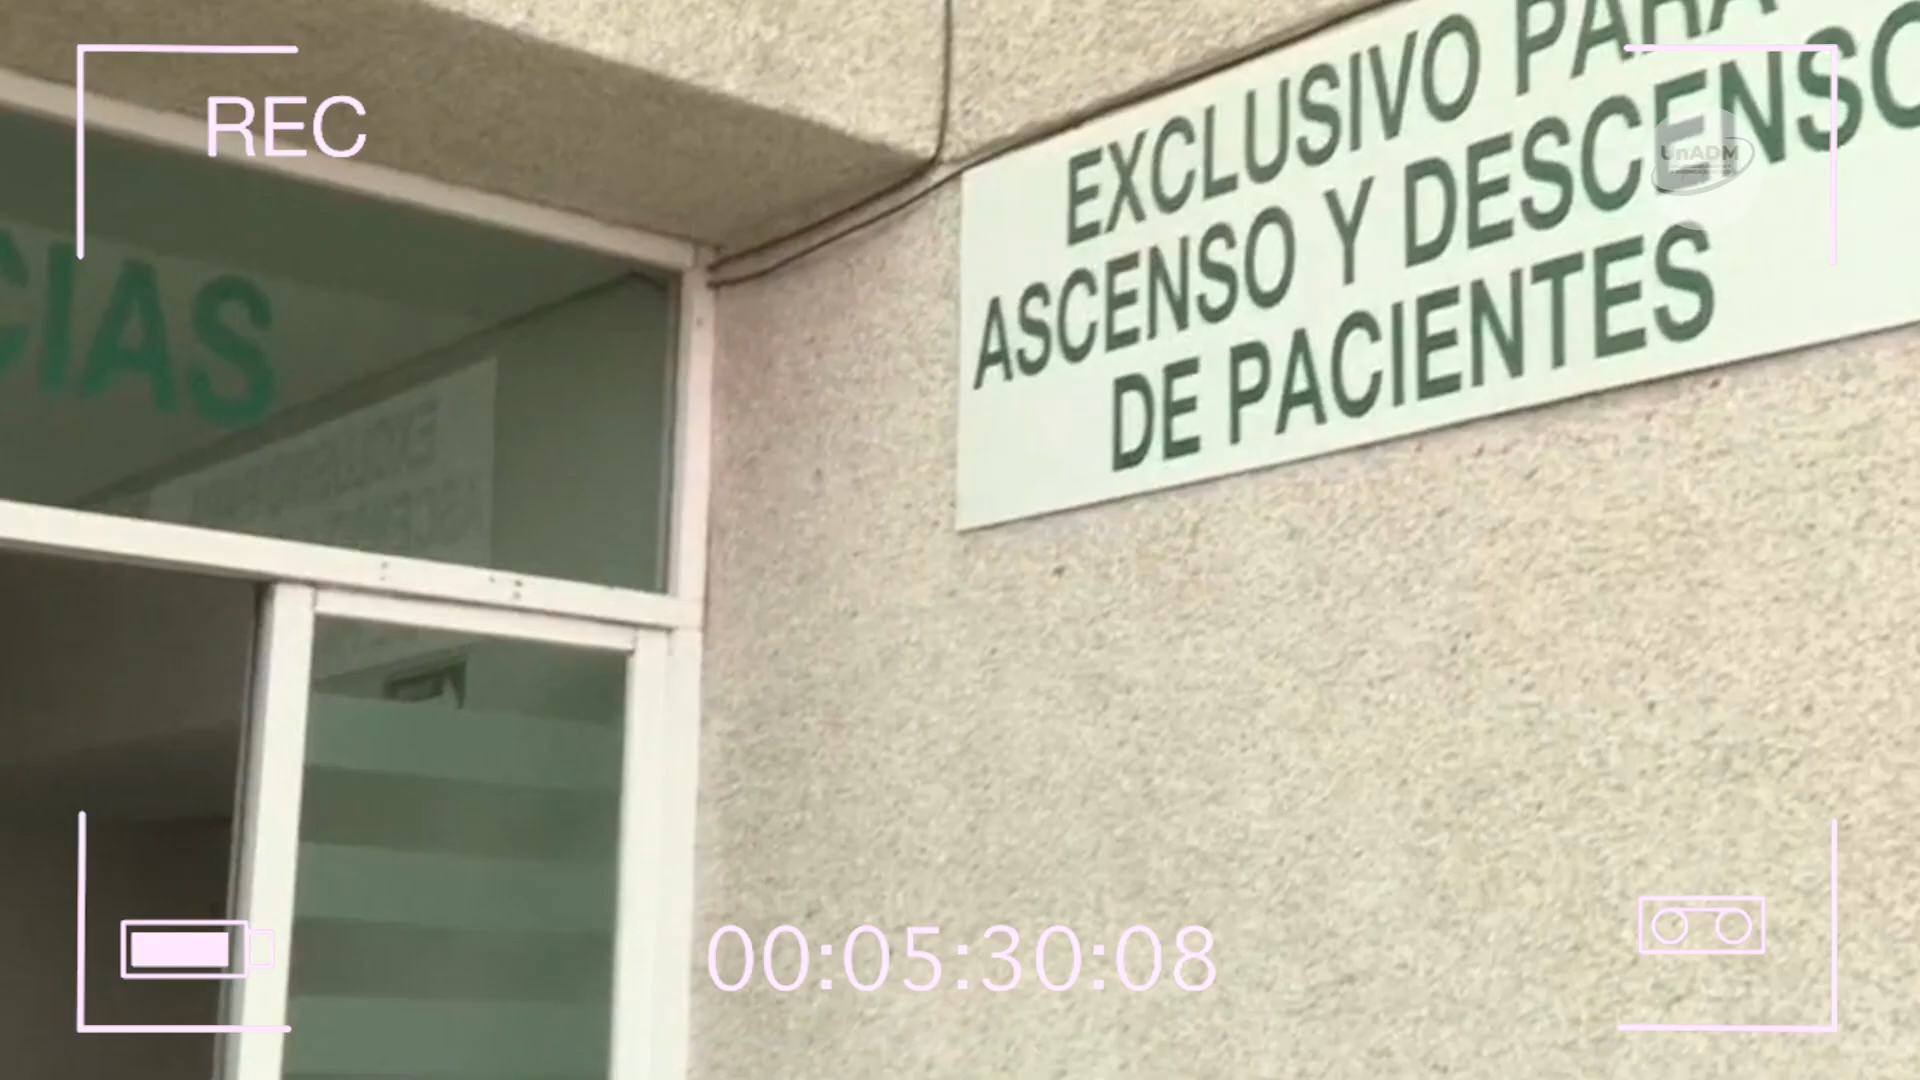 REC
EXCLUSIVO PARA
ASCENSO Y DESCENSO
DE PACIENTES
CIAS
UnADM
00:05:30:08